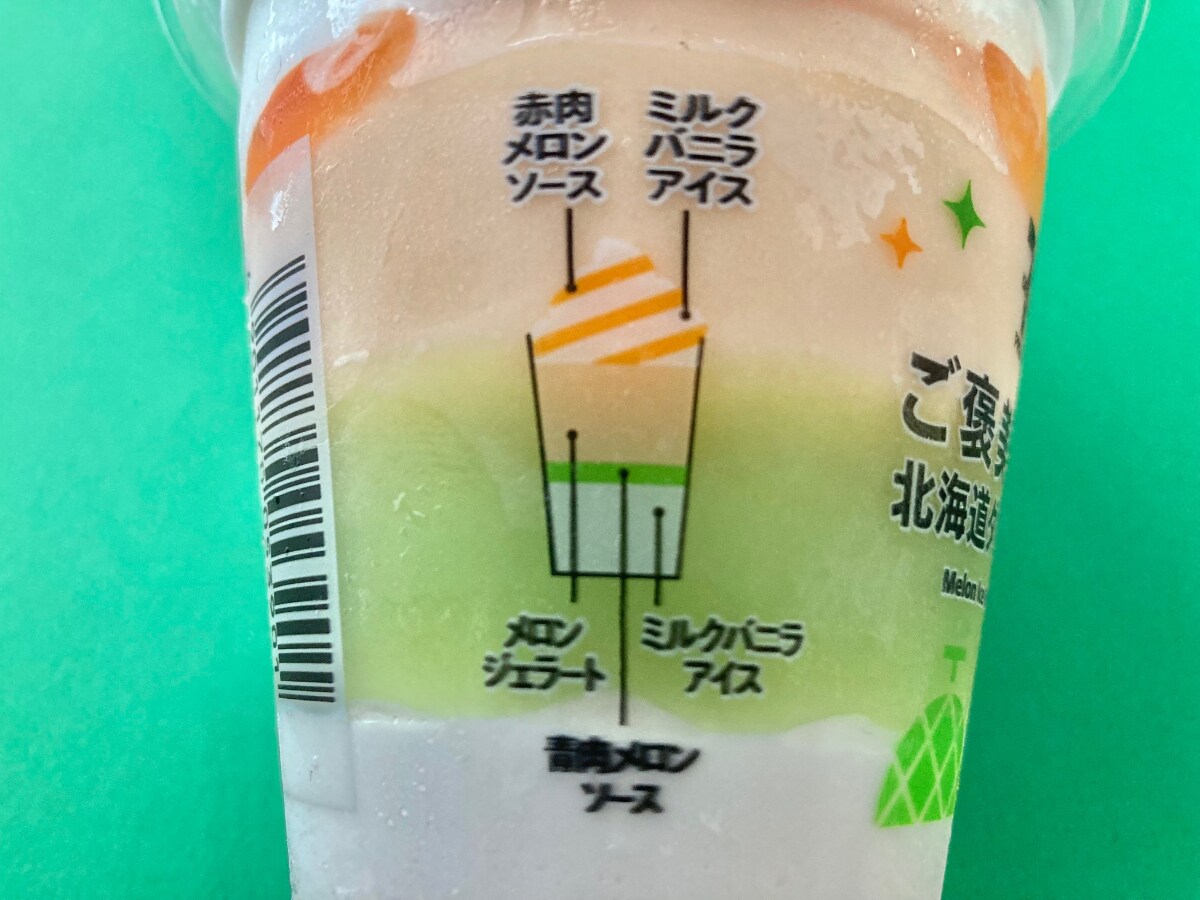 赤肉
メロン
ソース
ミルク
バニラ
アイス
メロン
ジェラート
ミルクバニラ
アイス
青肉メロン
ソース
ご褒美
北海道
Melon